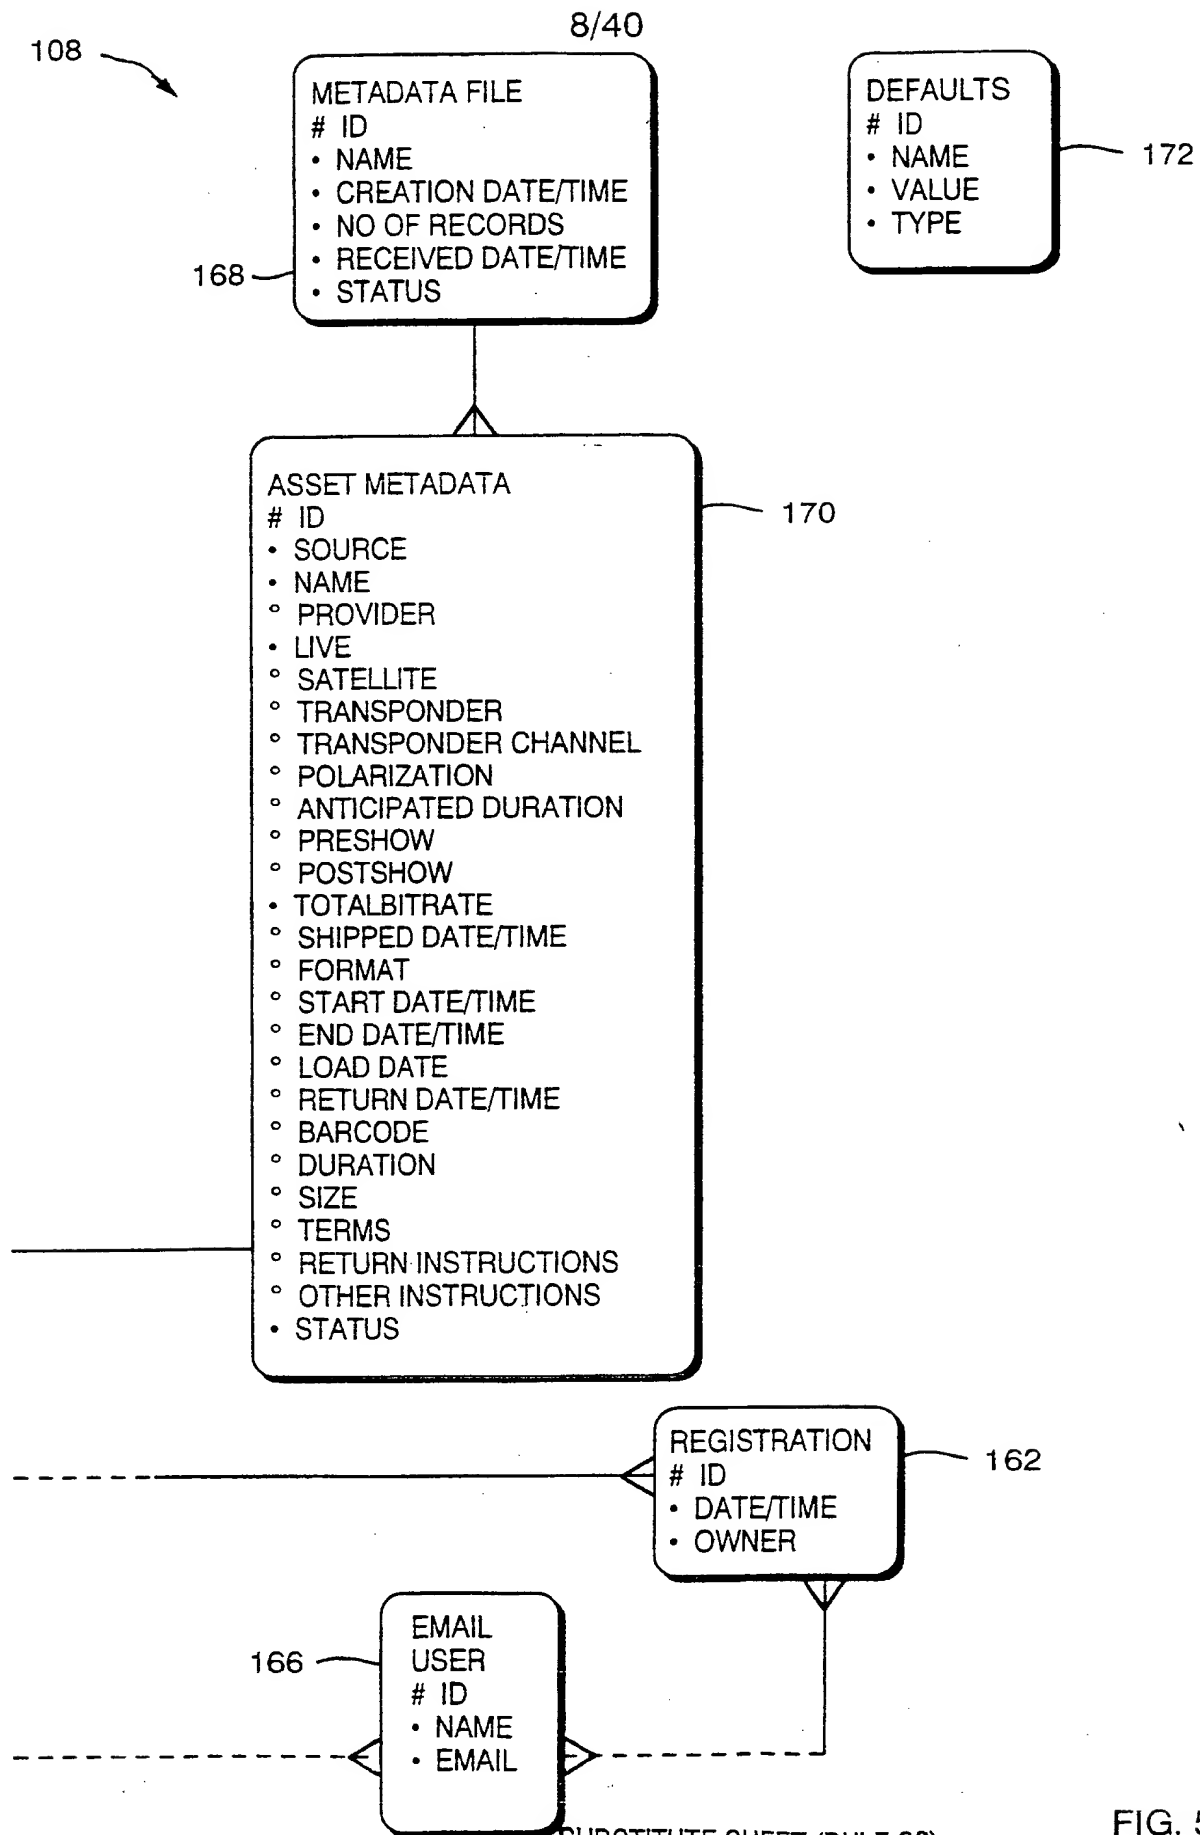 8/40
108
METADATA FILE
# ID
• NAME
• CREATION DATE/TIME
• NO OF RECORDS
• RECEIVED DATE/TIME
• STATUS
168
DEFAULTS
# ID
• NAME
• VALUE
• TYPE
172
ASSET METADATA
# ID
• SOURCE
• NAME
° PROVIDER
• LIVE
° SATELLITE
° TRANSPONDER
° TRANSPONDER CHANNEL
° POLARIZATION
° ANTICIPATED DURATION
° PRESHOW
° POSTSHOW
• TOTALBITRATE
° SHIPPED DATE/TIME
° FORMAT
° START DATE/TIME
° END DATE/TIME
° LOAD DATE
° RETURN DATE/TIME
° BARCODE
° DURATION
° SIZE
° TERMS
° RETURN INSTRUCTIONS
° OTHER INSTRUCTIONS
• STATUS
170
REGISTRATION
# ID
• DATE/TIME
• OWNER
162
EMAIL
USER
# ID
• NAME
• EMAIL
166
FIG. 5